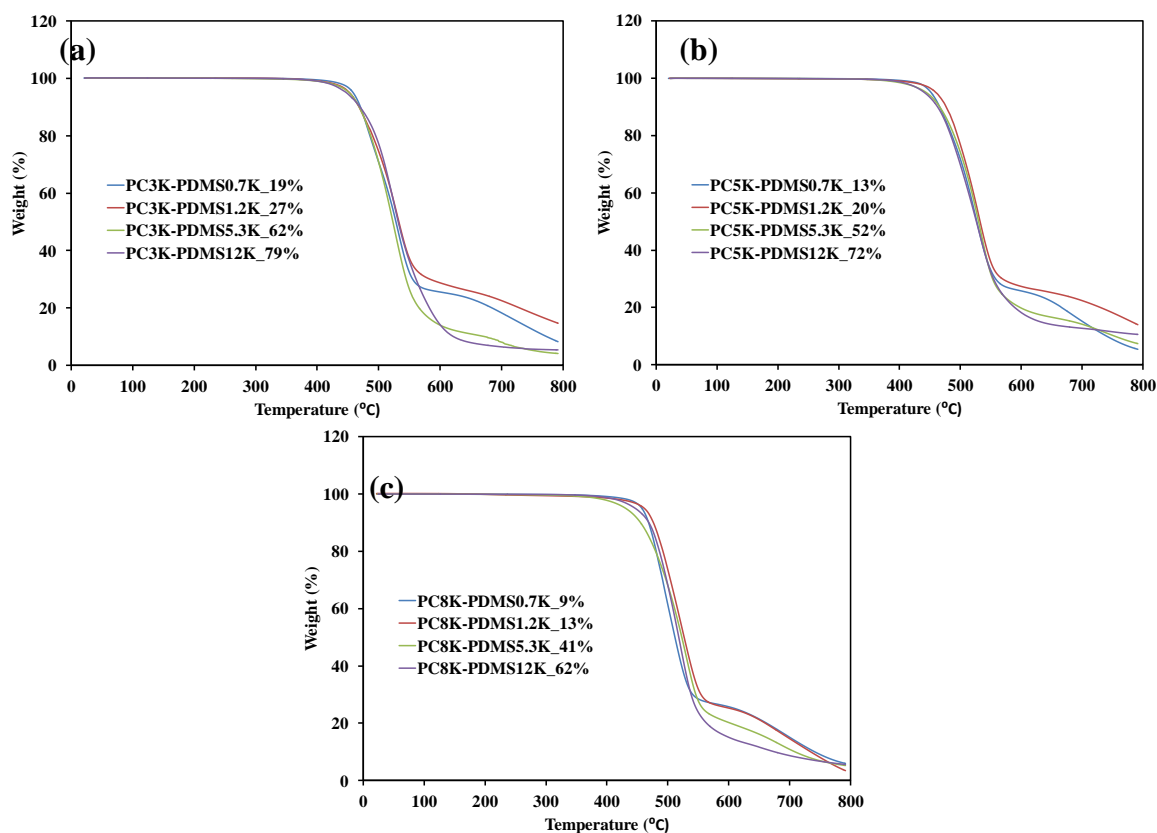 (a)
120
100
80
60
40
20
0
Weight (%)
PC3K-PDMS0.7K_19%
PC3K-PDMS1.2K_27%
PC3K-PDMS5.3K_62%
PC3K-PDMS12K_79%
0 100 200 300 400 500 600 700 800
Temperature (°C)
(b)
120
100
80
60
40
20
0
Weight (%)
PC5K-PDMS0.7K_13%
PC5K-PDMS1.2K_20%
PC5K-PDMS5.3K_52%
PC5K-PDMS12K_72%
0 100 200 300 400 500 600 700 800
Temperature (°C)
(c)
120
100
80
60
40
20
0
Weight (%)
PC8K-PDMS0.7K_9%
PC8K-PDMS1.2K_13%
PC8K-PDMS5.3K_41%
PC8K-PDMS12K_62%
0 100 200 300 400 500 600 700 800
Temperature (°C)